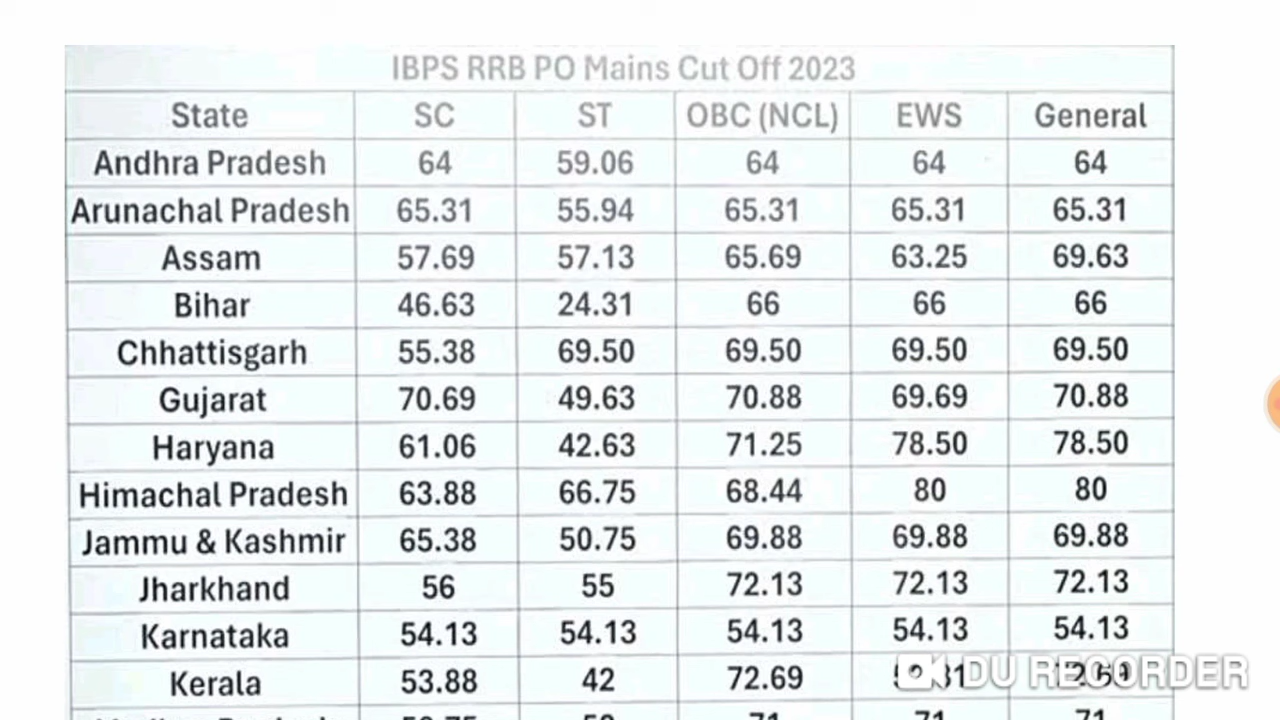 IBPS RRB PO Mains Cut Off 2023
State SC ST OBC (NCL) EWS General
Andhra Pradesh 64 59.06 64 64 64
Arunachal Pradesh 65.31 55.94 65.31 65.31 65.31
Assam 57.69 57.13 65.69 63.25 69.63
Bihar 46.63 24.31 66 66 66
Chhattisgarh 55.38 69.50 69.50 69.50 69.50
Gujarat 70.69 49.63 70.88 69.69 70.88
Haryana 61.06 42.63 71.25 78.50 78.50
Himachal Pradesh 63.88 66.75 68.44 80 80
Jammu & Kashmir 65.38 50.75 69.88 69.88 69.88
Jharkhand 56 55 72.13 72.13 72.13
Karnataka 54.13 54.13 54.13 54.13 54.13
Kerala 53.88 42 72.69 72.69
DU RECORDER
71 71 71